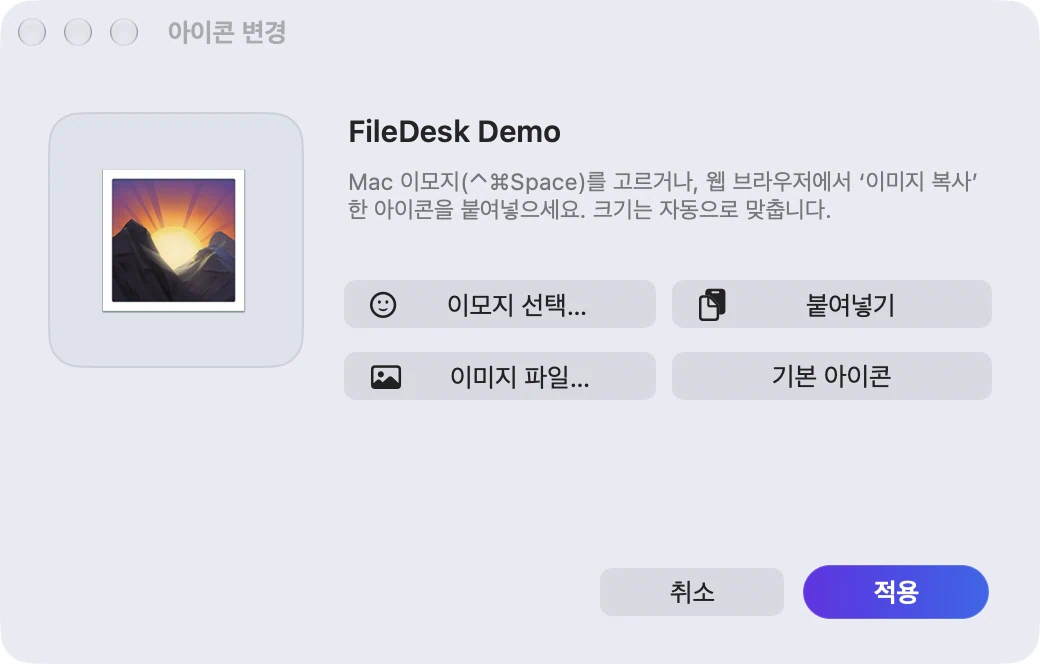 아이콘 변경
FileDesk Demo
Mac 이모지(^⌘Space)를 고르거나, 웹 브라우저에서 ‘이미지 복사’
한 아이콘을 붙여넣으세요. 크기는 자동으로 맞춥니다.
이모지 선택...
붙여넣기
이미지 파일...
기본 아이콘
취소
적용